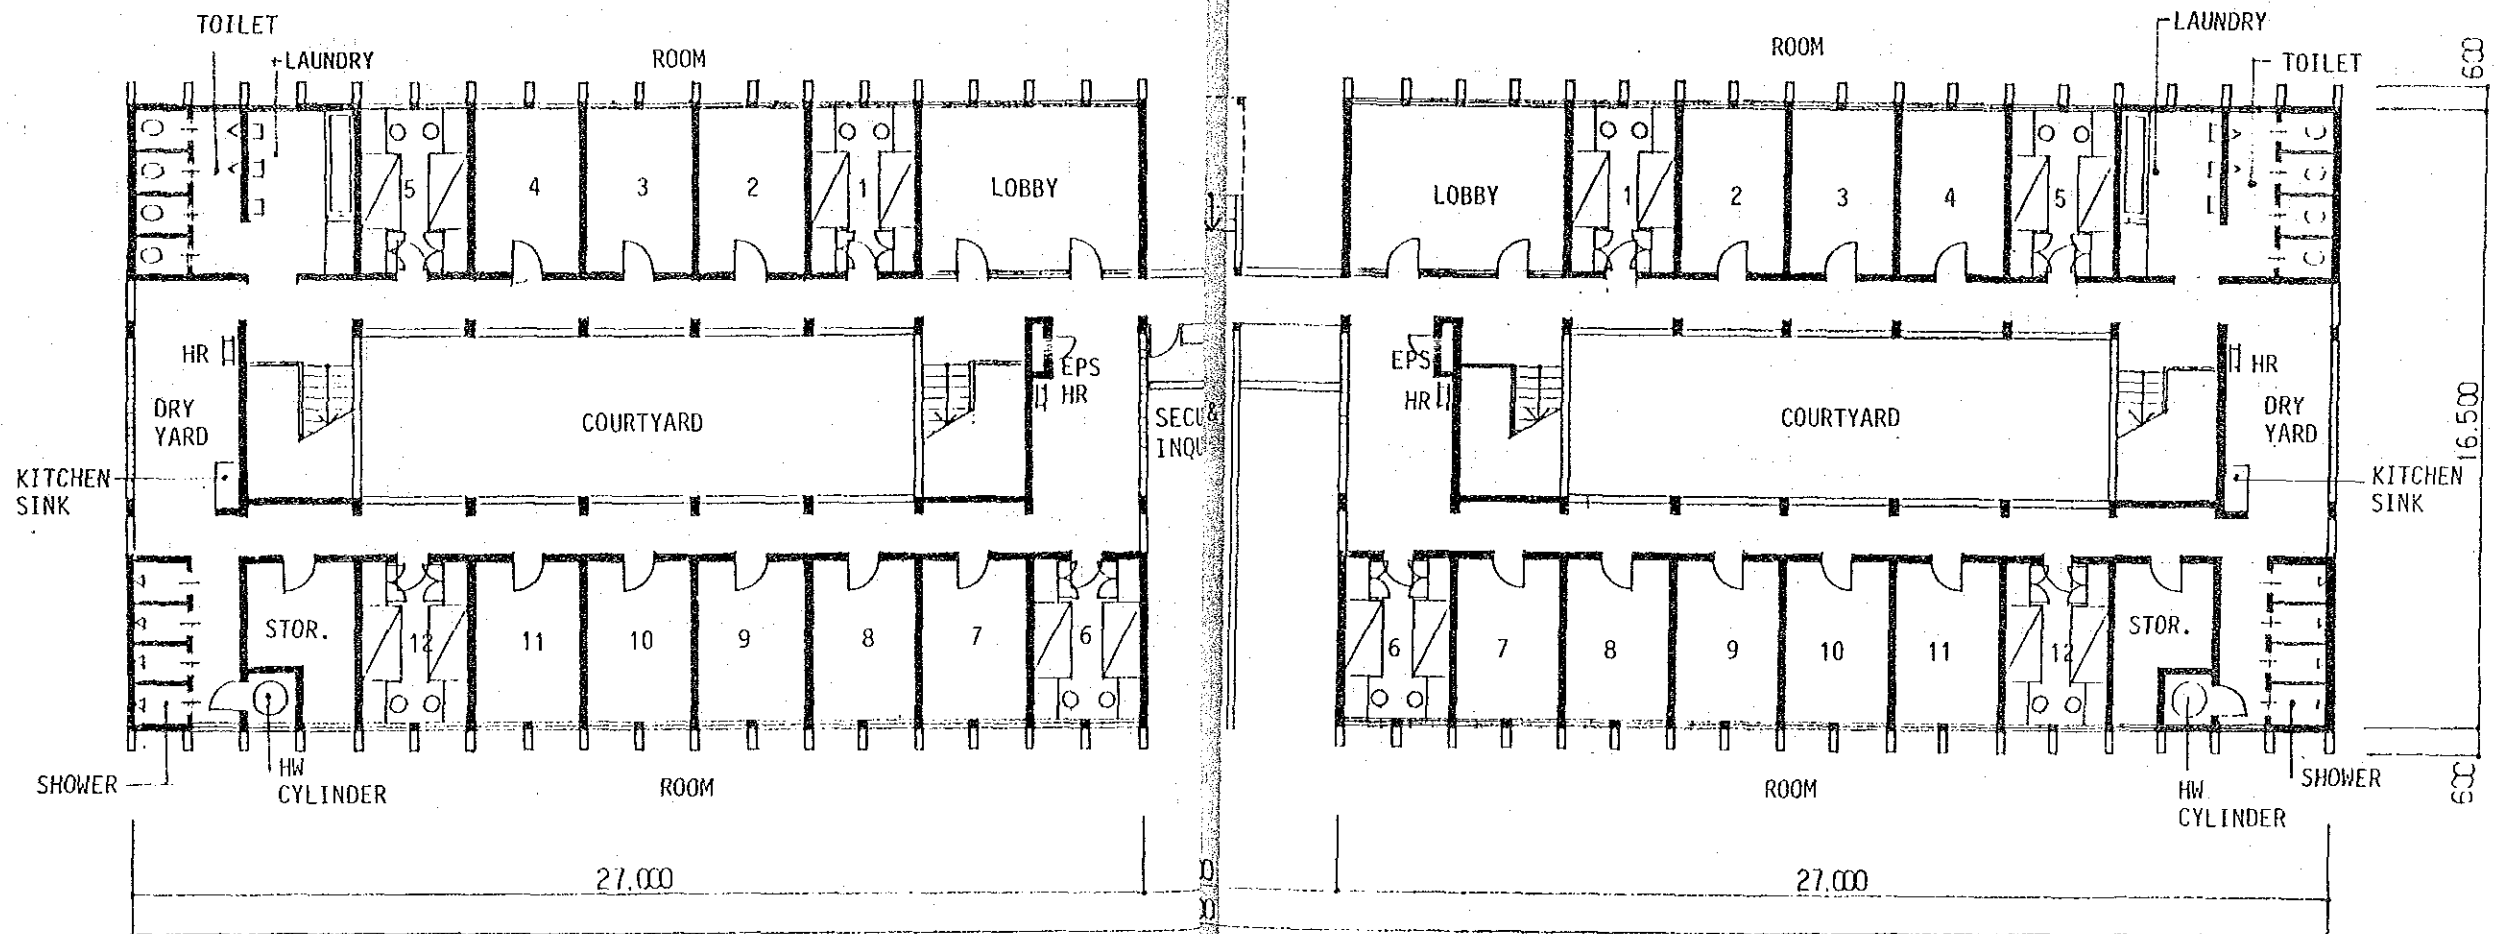 TOILET
LAUNDRY
ROOM
ROOM
LAUNDRY
TOILET
600
5
4
3
2
1
LOBBY
LOBBY
1
2
3
4
5
HR
EPS
HR
EPS
HR
HR
DRY
YARD
COURTYARD
SECU &
INQU
COURTYARD
DRY
YARD
16.500
KITCHEN
SINK
KITCHEN
SINK
STOR.
12
11
10
9
8
7
6
6
7
8
9
10
11
12
STOR.
SHOWER
HW
CYLINDER
ROOM
ROOM
HW
CYLINDER
SHOWER
600
27.000
27.000